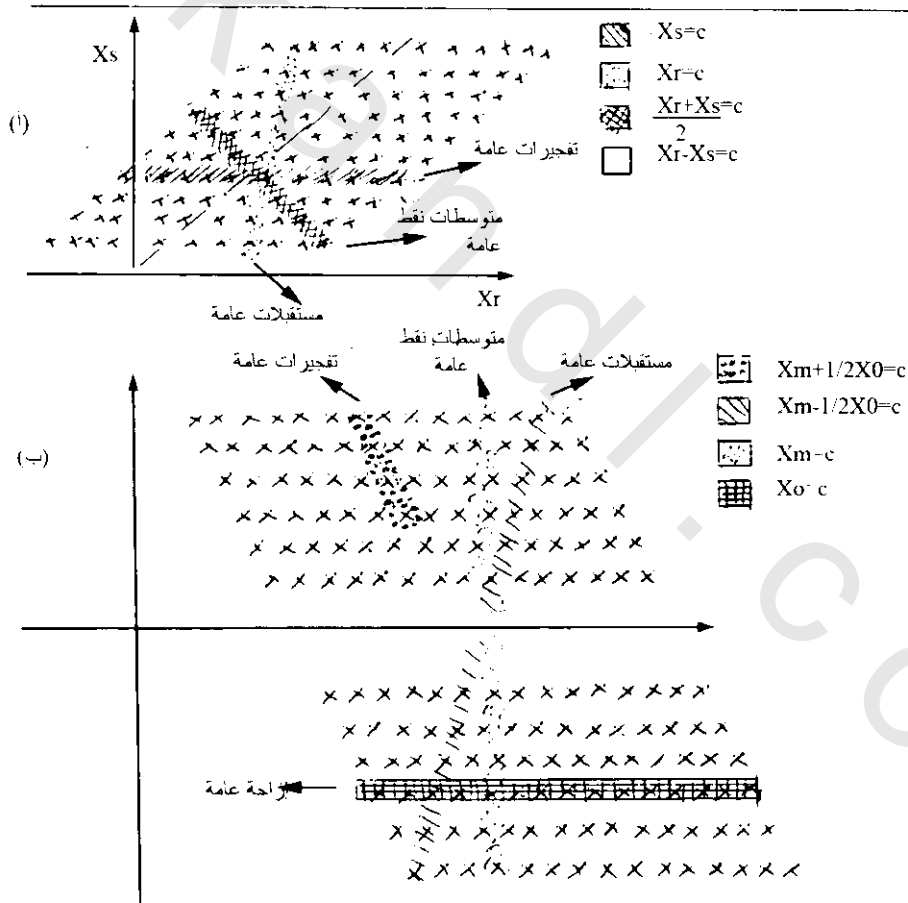 Xs
(أ)
Xs=c
Xr=c
Xr+Xs=c
2
Xr-Xs=c
تفجيرات عامة
متوسطات نقط
عامة
Xr
مستقبلات عامة
متوسطات نقط
عامة
تفجيرات عامة
مستقبلات عامة
(ب)
Xm+1/2X0=c
Xm-1/2X0=c
Xm=c
Xo=c
إزاحة عامة